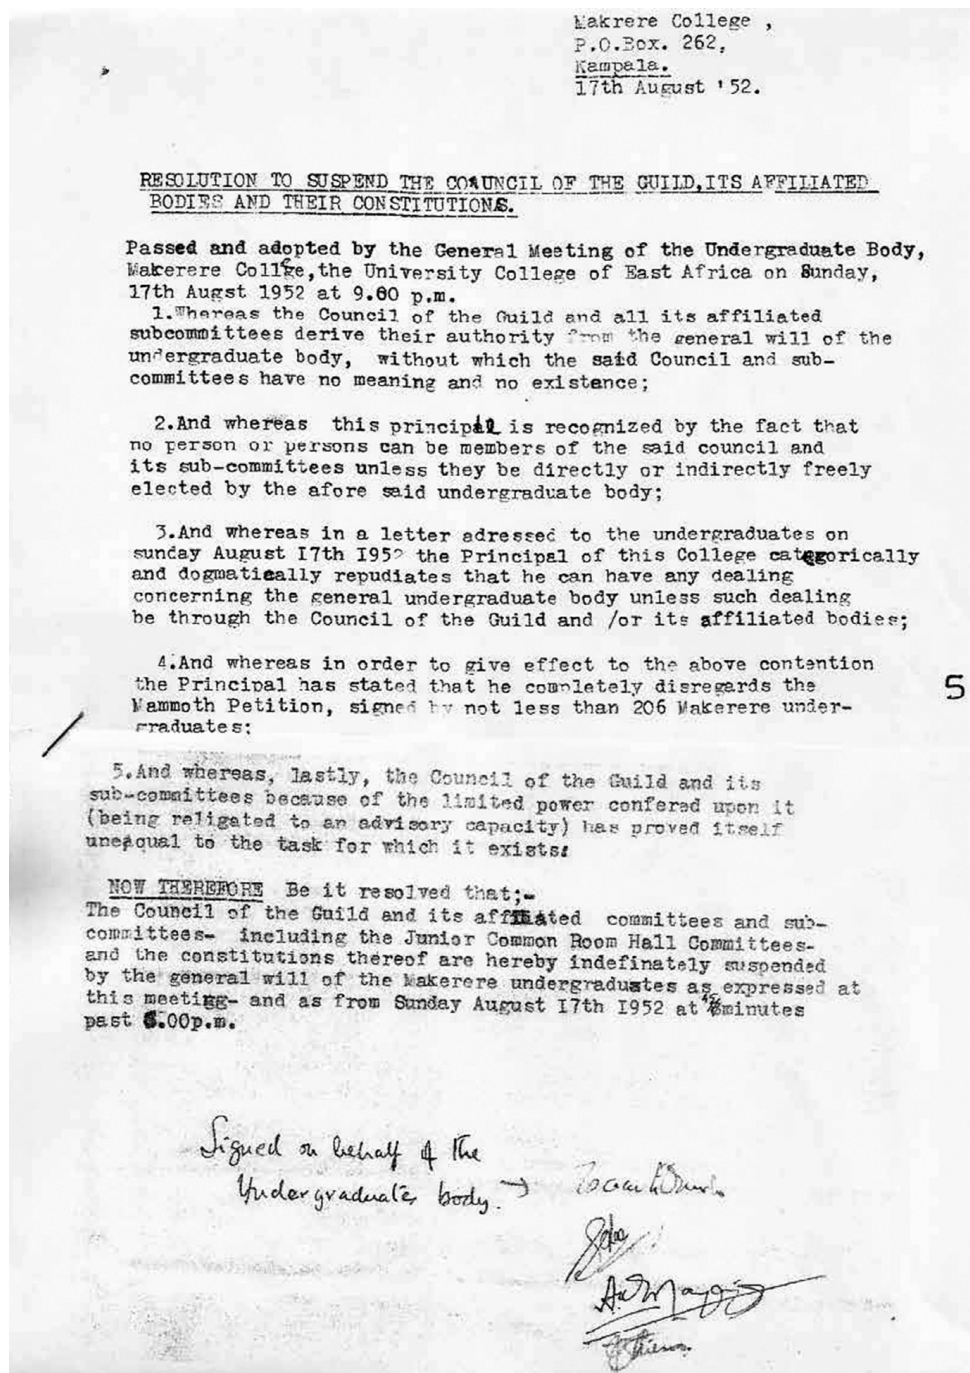 Makrere College ,
P.O.Box. 262,
Kampala.
17th August '52.
RESOLUTION TO SUSPEND THE COUNCIL OF THE GUILD,ITS AFFILIATED
BODIES AND THEIR CONSTITUTIONS.
Passed and adopted by the General Meeting of the Undergraduate Body,
Makerere College,the University College of East Africa on Sunday,
17th Augst 1952 at 9.00 p.m.
1.Whereas the Council of the Guild and all its affiliated
subcommittees derive their authority from the general will of the
undergraduate body, without which the said Council and sub-
committees have no meaning and no existence;
2.And whereas this principal is recognized by the fact that
no person or persons can be members of the said council and
its sub-committees unless they be directly or indirectly freely
elected by the afore said undergraduate body;
3.And whereas in a letter adressed to the undergraduates on
sunday August I7th I952 the Principal of this College categorically
and dogmatically repudiates that he can have any dealing
concerning the general undergraduate body unless such dealing
be through the Council of the Guild and /or its affiliated bodies;
4.And whereas in order to give effect to the above contention
the Principal has stated that he completely disregards the
Mammoth Petition, signed by not less than 206 Makerere under-
graduates:
5
5.And whereas, lastly, the Council of the Guild and its
sub-committees because of the limited power confered upon it
(being religated to an advisory capacity) has proved itself
unequal to the task for which it exists:
NOW THEREFORE Be it resolved that;-
The Council of the Guild and its affiliated committees and sub-
committees- including the Junior Common Room Hall Committees-
and the constitutions thereof are hereby indefinately suspended
by the general will of the Makerere undergraduates as expressed at
this meeting- and as from Sunday August I7th I952 at minutes
past .00p.m.
Signed on behalf of the
Undergraduate body.